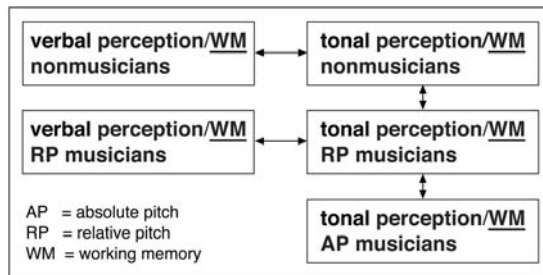 verbal perception/WM
nonmusicians
tonal perception/WM
nonmusicians
verbal perception/WM
RP musicians
tonal perception/WM
RP musicians
AP = absolute pitch
RP = relative pitch
WM = working memory
tonal perception/WM
AP musicians